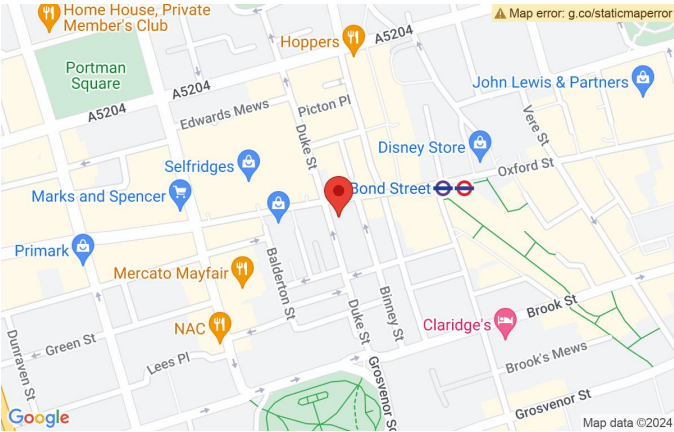 Home House, Private
Member's Club
Map error: g.co/staticmaperror
Hoppers
A5204
Portman
Square
John Lewis & Partners
A5204
A5204
Edwards Mews
Picton Pl
Vere St
Duke St
Disney Store
Selfridges
Oxford St
Marks and Spencer
Bond Street
Primark
Mercato Mayfair
Balderton St
Binney St
Duke St
Claridge's
Brook St
NAC
Dunraven St
Green St
Lees Pl
Brook's Mews
Grosvenor Sq
Grosvenor St
Google
Map data ©2024